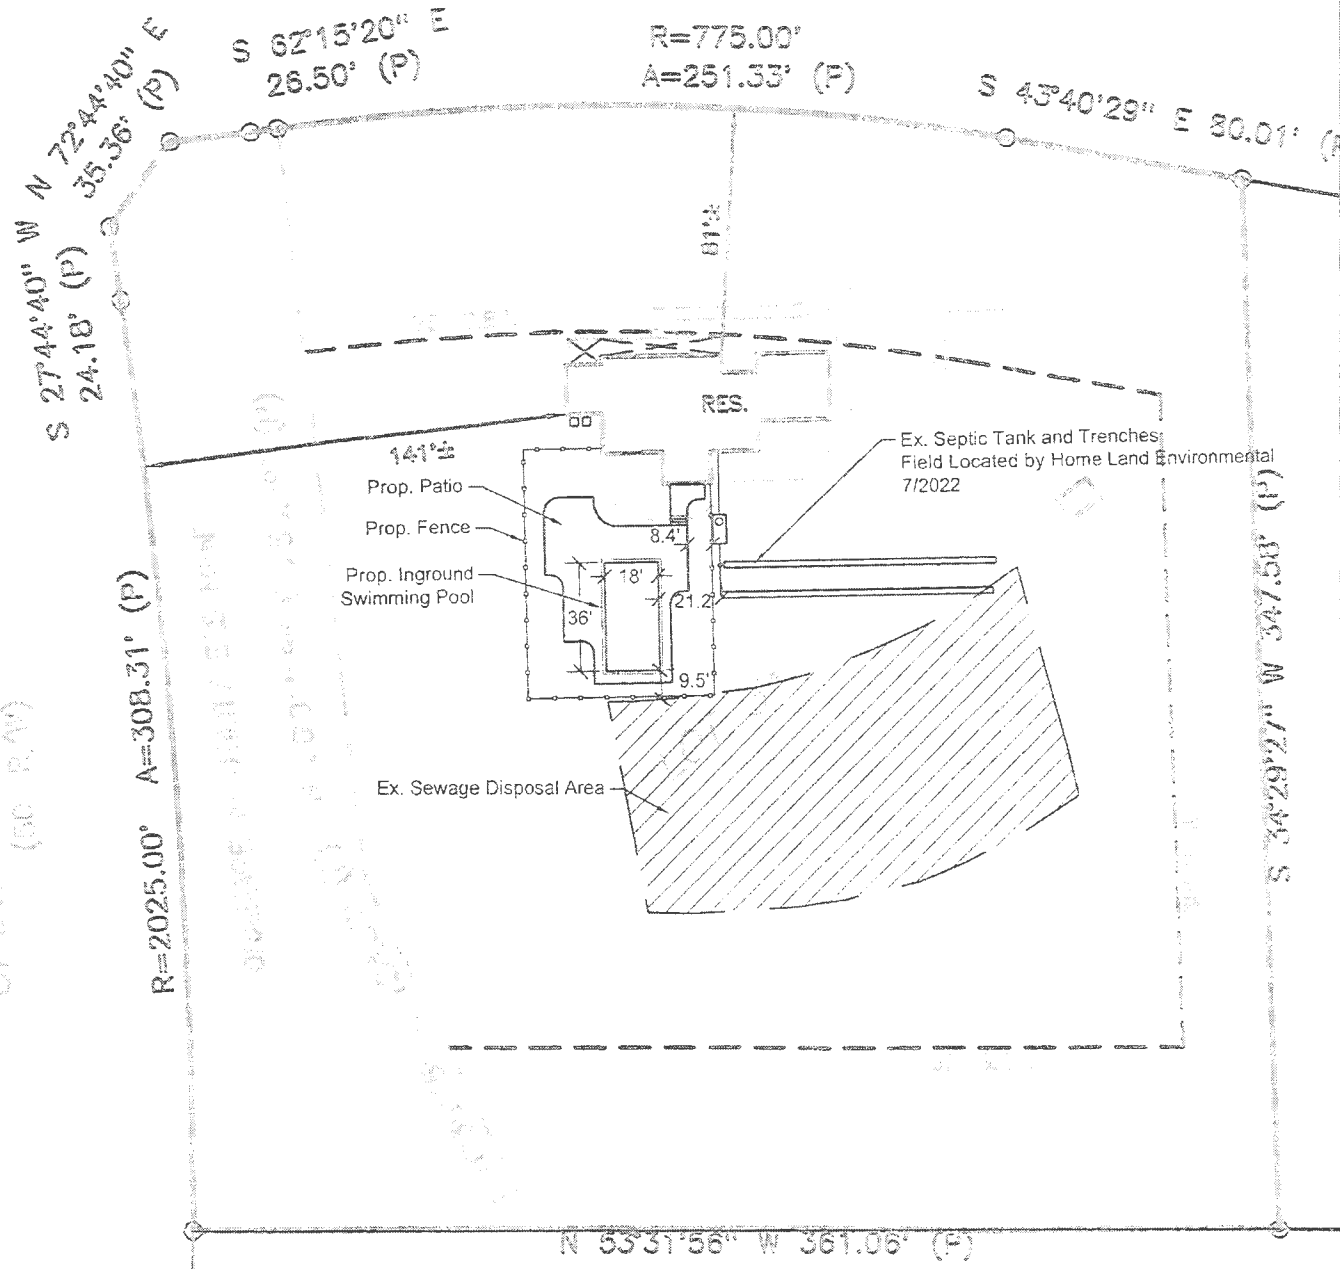 S 62°15'20" E
26.50' (P)
R=775.00'
A=251.33' (P)
S 43°40'29" E 80.01'
N 72°44'40" E
35.36' (P)
S 27°44'40" W
24.18' (P)
81'±
RES.
141'±
Ex. Septic Tank and Trenches
Field Located by Home Land Environmental
7/2022
Prop. Patio
Prop. Fence
8.4'
Prop. Inground
Swimming Pool
18'
36'
21.2'
9.5'
Ex. Sewage Disposal Area
R=2025.00' A=308.31' (P)
S 34°29'27" W 347.58' (P)
N 53°31'56" W 361.06' (P)